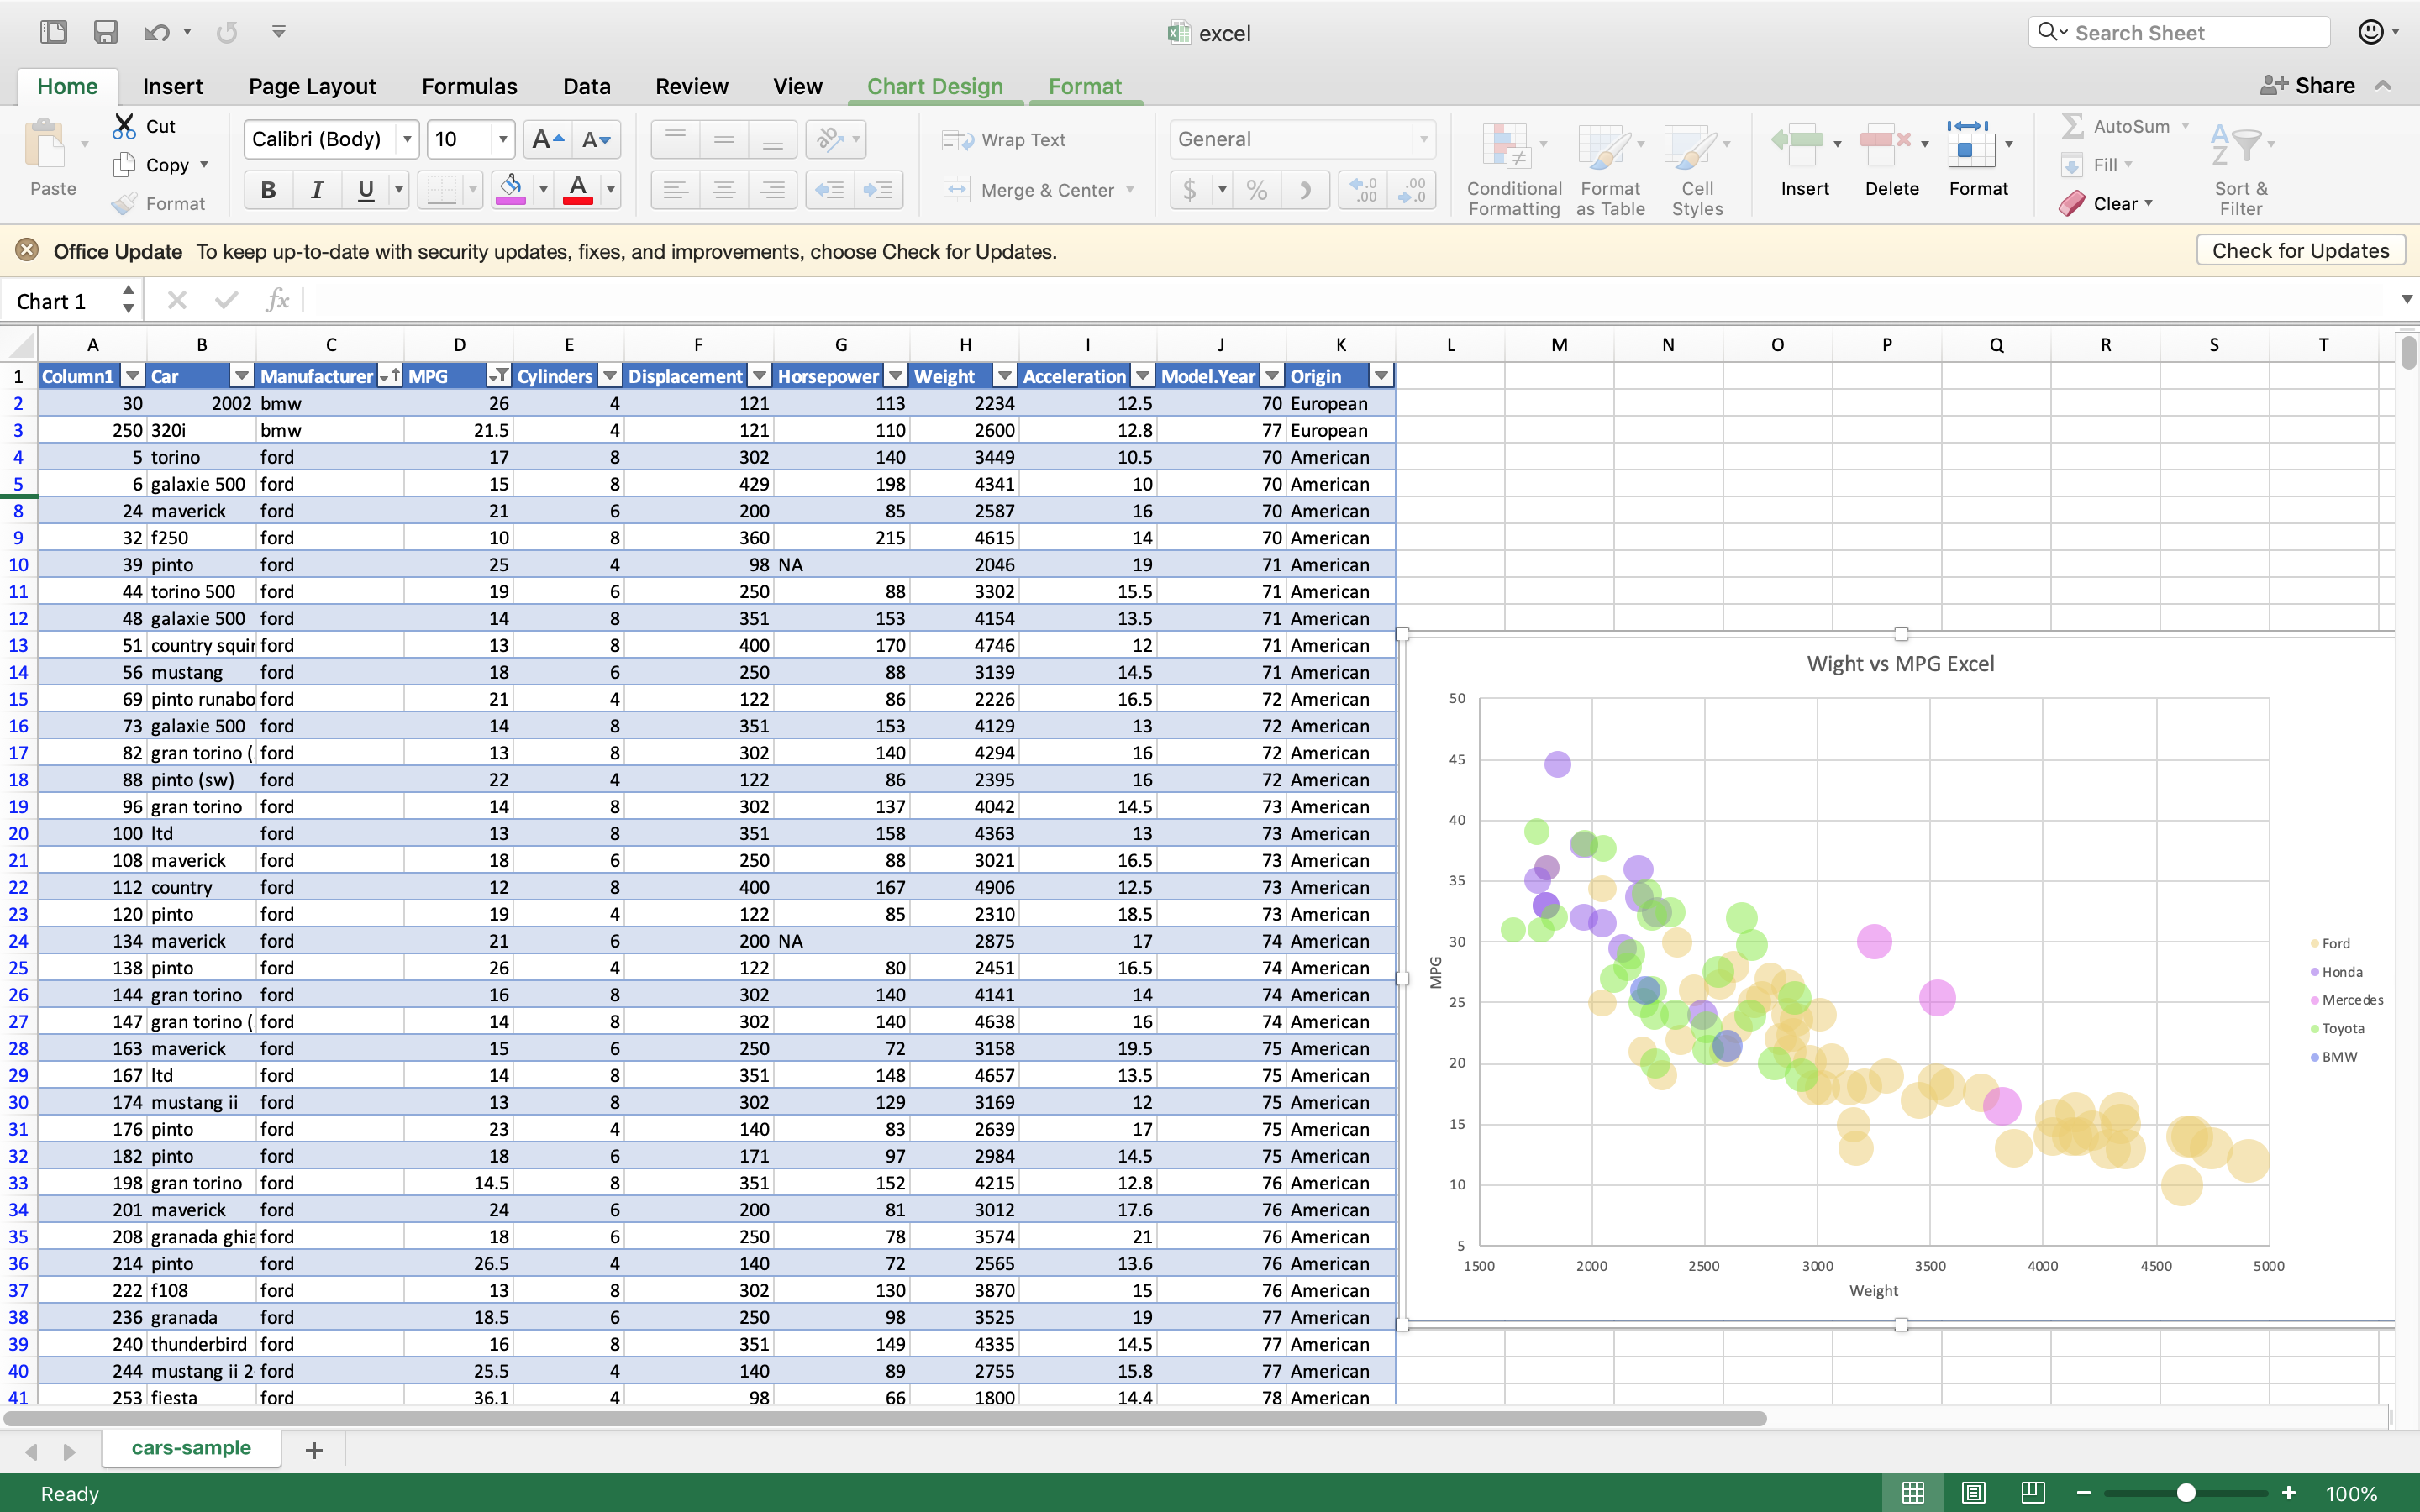 excel
Search Sheet
Home Insert Page Layout Formulas Data Review View Chart Design Format Share
Paste
Cut
Copy
Format
Calibri (Body) 10
B I U
Wrap Text
Merge & Center
General
Conditional Formatting
Format as Table
Cell Styles
Insert
Delete
Format
AutoSum
Fill
Clear
Sort & Filter
Office Update To keep up-to-date with security updates, fixes, and improvements, choose Check for Updates.
Check for Updates
Chart 1 fx
A B C D E F G H I J K L M N O P Q R S T
1 Column1 Car Manufacturer MPG Cylinders Displacement Horsepower Weight Acceleration Model.Year Origin
2 30 2002 bmw 26 4 121 113 2234 12.5 70 European
3 250 320i bmw 21.5 4 121 110 2600 12.8 77 European
4 5 torino ford 17 8 302 140 3449 10.5 70 American
5 6 galaxie 500 ford 15 8 429 198 4341 10 70 American
8 24 maverick ford 21 6 200 85 2587 16 70 American
9 32 f250 ford 10 8 360 215 4615 14 70 American
10 39 pinto ford 25 4 98 NA 2046 19 71 American
11 44 torino 500 ford 19 6 250 88 3302 15.5 71 American
12 48 galaxie 500 ford 14 8 351 153 4154 13.5 71 American
13 51 country squir ford 13 8 400 170 4746 12 71 American
14 56 mustang ford 18 6 250 88 3139 14.5 71 American
15 69 pinto runabo ford 21 4 122 86 2226 16.5 72 American
16 73 galaxie 500 ford 14 8 351 153 4129 13 72 American
17 82 gran torino (s ford 13 8 302 140 4294 16 72 American
18 88 pinto (sw) ford 22 4 122 86 2395 16 72 American
19 96 gran torino ford 14 8 302 137 4042 14.5 73 American
20 100 ltd ford 13 8 351 158 4363 13 73 American
21 108 maverick ford 18 6 250 88 3021 16.5 73 American
22 112 country ford 12 8 400 167 4906 12.5 73 American
23 120 pinto ford 19 4 122 85 2310 18.5 73 American
24 134 maverick ford 21 6 200 NA 2875 17 74 American
25 138 pinto ford 26 4 122 80 2451 16.5 74 American
26 144 gran torino ford 16 8 302 140 4141 14 74 American
27 147 gran torino (s ford 14 8 302 140 4638 16 74 American
28 163 maverick ford 15 6 250 72 3158 19.5 75 American
29 167 ltd ford 14 8 351 148 4657 13.5 75 American
30 174 mustang ii ford 13 8 302 129 3169 12 75 American
31 176 pinto ford 23 4 140 83 2639 17 75 American
32 182 pinto ford 18 6 171 97 2984 14.5 75 American
33 198 gran torino ford 14.5 8 351 152 4215 12.8 76 American
34 201 maverick ford 24 6 200 81 3012 17.6 76 American
35 208 granada ghia ford 18 6 250 78 3574 21 76 American
36 214 pinto ford 26.5 4 140 72 2565 13.6 76 American
37 222 f108 ford 13 8 302 130 3870 15 76 American
38 236 granada ford 18.5 6 250 98 3525 19 77 American
39 240 thunderbird ford 16 8 351 149 4335 14.5 77 American
40 244 mustang ii 2- ford 25.5 4 140 89 2755 15.8 77 American
41 253 fiesta ford 36.1 4 98 66 1800 14.4 78 American
Wight vs MPG Excel
50
45
40
35
30
25
20
15
10
5
MPG
1500 2000 2500 3000 3500 4000 4500 5000
Weight
Ford
Honda
Mercedes
Toyota
BMW
cars-sample
Ready
100%